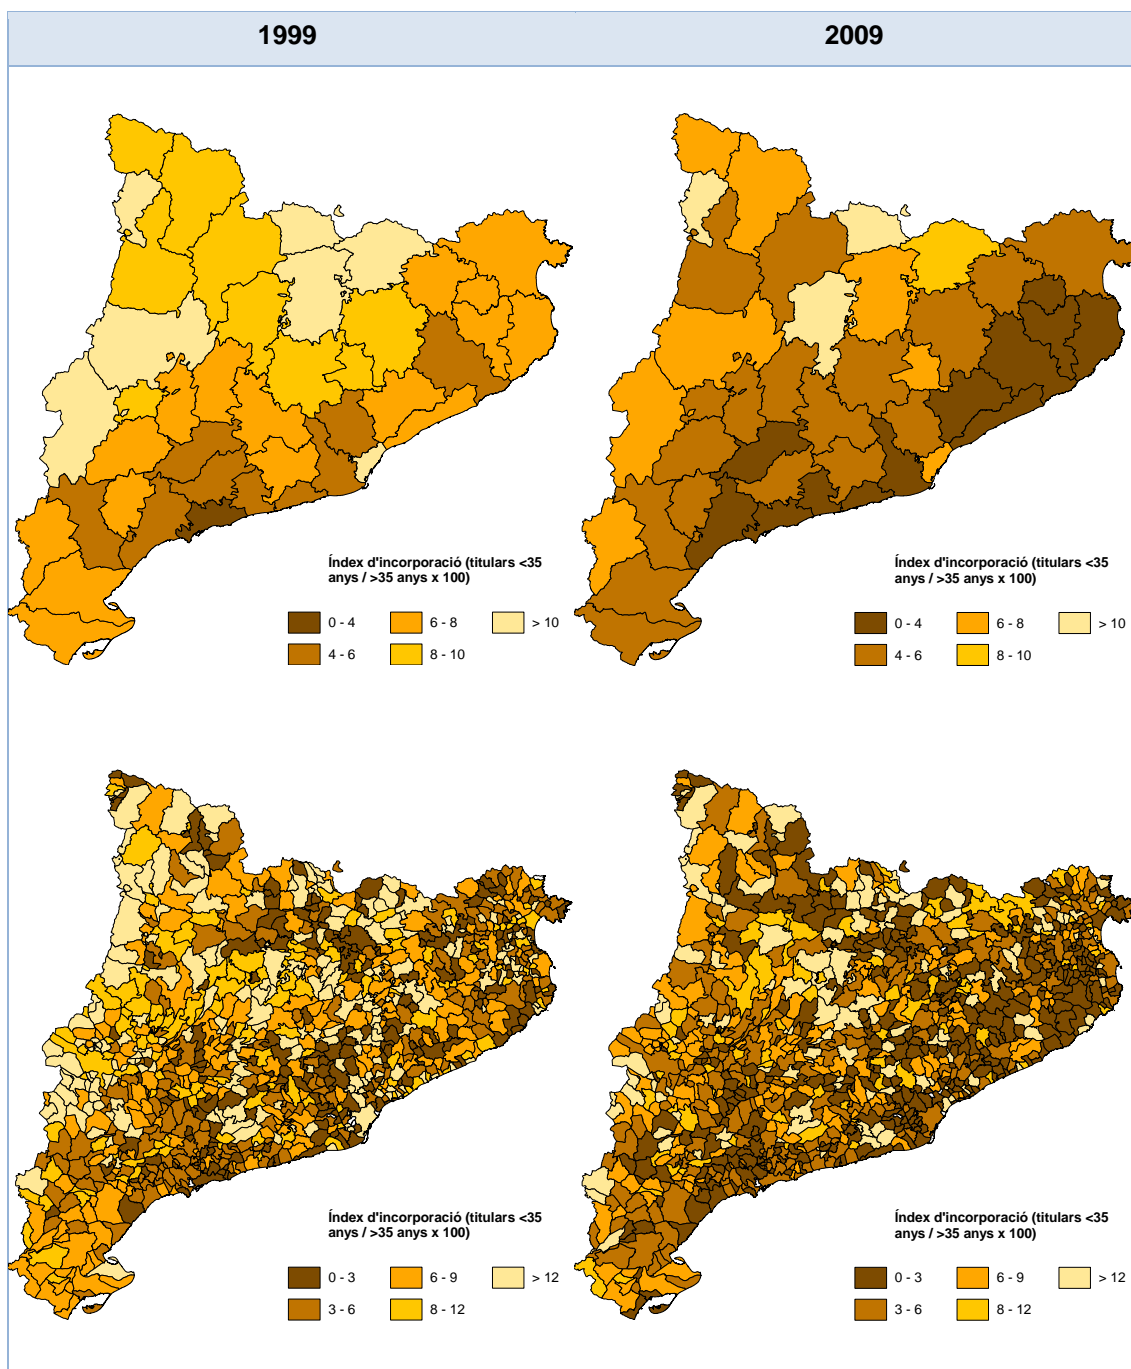 1999
2009
Índex d'incorporació (titulars <35
anys / >35 anys x 100)
0 - 4
6 - 8
> 10
4 - 6
8 - 10
Índex d'incorporació (titulars <35
anys / >35 anys x 100)
0 - 4
6 - 8
> 10
4 - 6
8 - 10
Índex d'incorporació (titulars <35
anys / >35 anys x 100)
0 - 3
6 - 9
> 12
3 - 6
8 - 12
Índex d'incorporació (titulars <35
anys / >35 anys x 100)
0 - 3
6 - 9
> 12
3 - 6
8 - 12